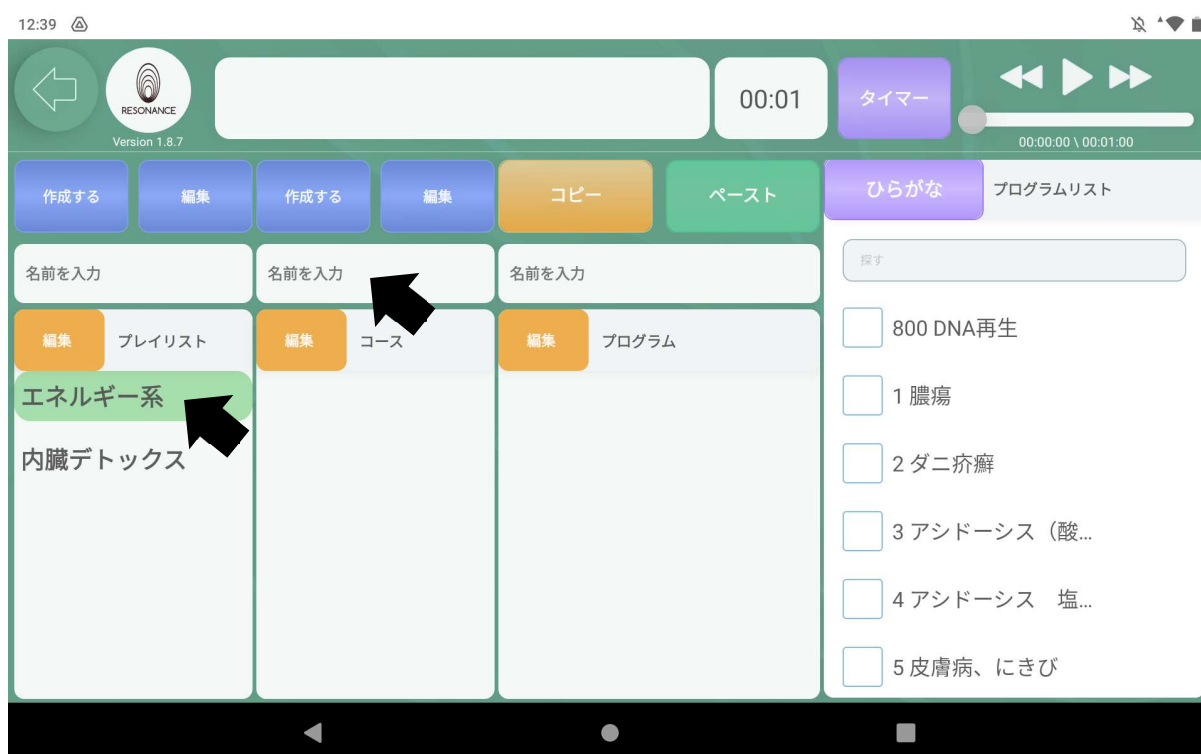 12:39
RESONANCE
Version 1.8.7
00:01
タイマー
00:00:00 \ 00:01:00
作成する 編集 作成する 編集 コピー ペースト
ひらがな プログラムリスト
名前を入力 名前を入力 名前を入力
探す
編集 プレイリスト 編集 コース 編集 プログラム
エネルギー系
内臓デトックス
800 DNA再生
1 膿瘍
2 ダニ疥癬
3 アシドーシス（酸...
4 アシドーシス　塩...
5 皮膚病、にきび